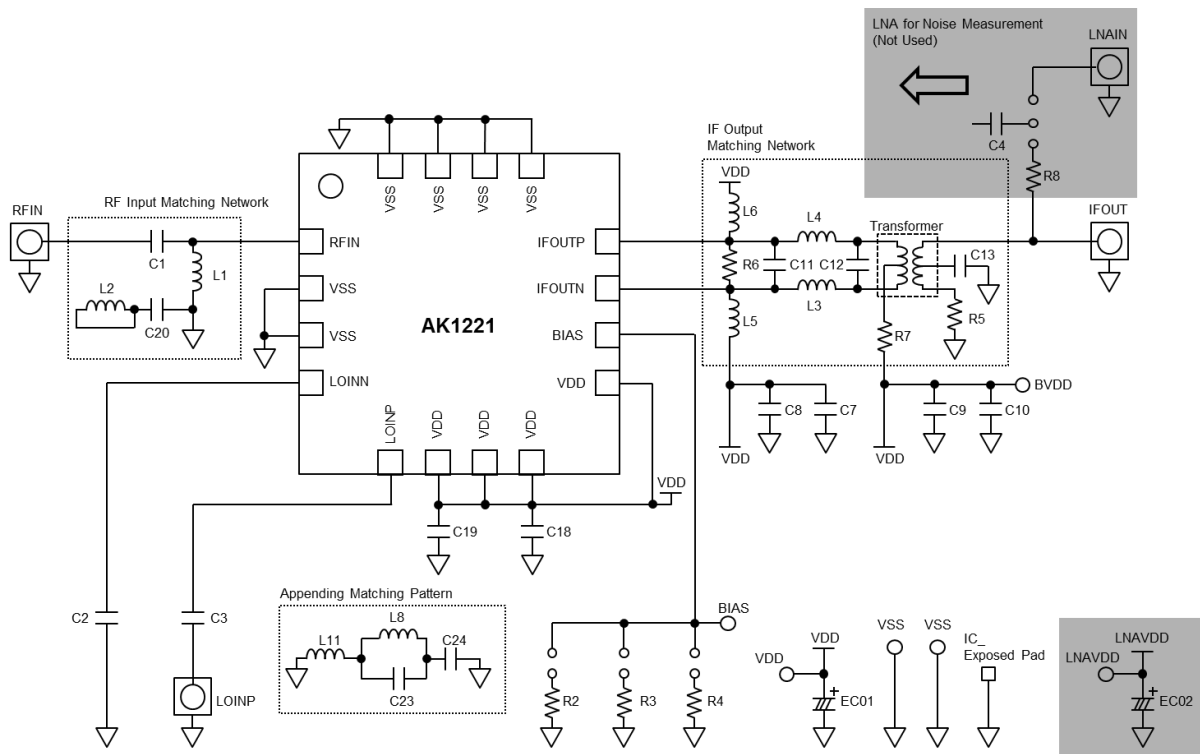 LNA for Noise Measurement
(Not Used)
LNAIN
C4
R8
IF Output
Matching Network
VDD
L6
L4
Transformer
IFOUT
R6
C11
C12
C13
L3
L5
R5
R7
C8
C7
C9
C10
BVDD
VDD
VDD
RF Input Matching Network
RFIN
C1
L1
L2
C20
VSS
VSS
VSS
VSS
RFIN
VSS
VSS
LOINN
AK1221
IFOUTP
IFOUTN
BIAS
VDD
LOINP
VDD
VDD
VDD
VDD
C19
C18
C2
C3
LOINP
Appending Matching Pattern
L8
L11
C24
C23
BIAS
R2
R3
R4
VDD
VDD
EC01
VSS
VSS
IC_
Exposed Pad
LNAVDD
LNAVDD
EC02